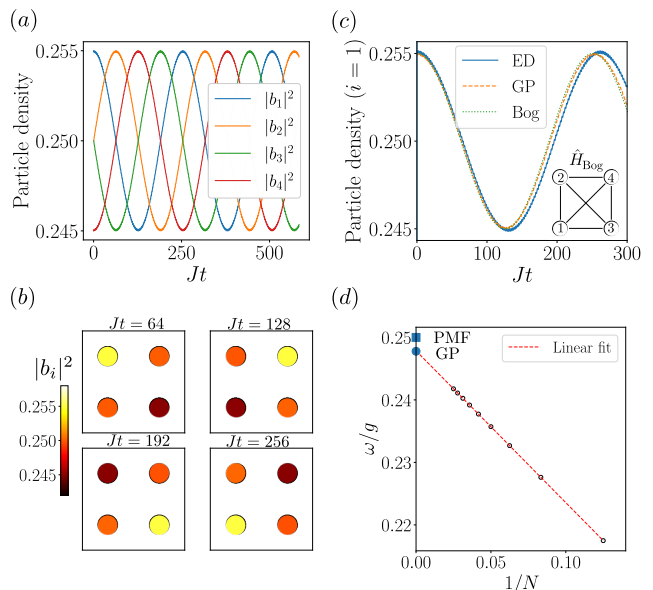 (a)
Particle density
0.255
0.250
0.245
|b₁|²
|b₂|²
|b₃|²
|b₄|²
0
250
500
Jt
(c)
Particle density (i = 1)
0.255
0.250
0.245
ED
GP
Bog
Ĥ_Bog
2
4
1
3
0
100
200
300
Jt
(b)
|b_i|²
0.255
0.250
0.245
Jt = 64
Jt = 128
Jt = 192
Jt = 256
(d)
ω/g
0.25
0.24
0.23
0.22
PMF
GP
Linear fit
0.00
0.05
0.10
1/N